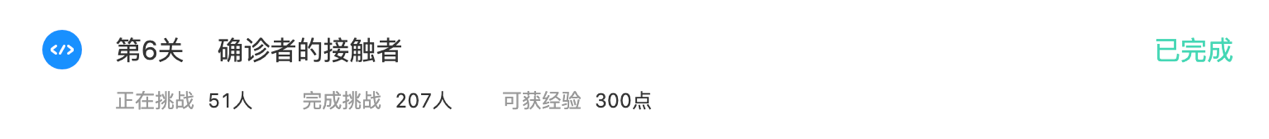 第6关 确诊者的接触者 已完成
正在挑战 51人 完成挑战 207人 可获经验 300点